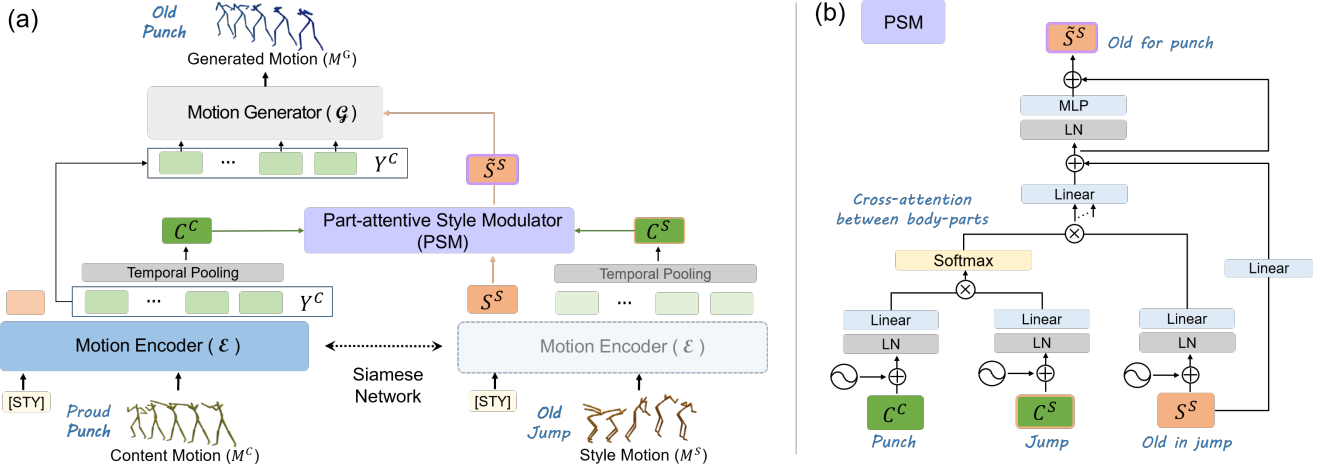 (a)
Old
Punch
Generated Motion (M^G)
Motion Generator ( 𝓖 )
... Y^C
S̃^S
C^C
Part-attentive Style Modulator
(PSM)
C^S
Temporal Pooling
Temporal Pooling
... Y^C
S^S
...
Motion Encoder ( ℰ )
Motion Encoder ( ℰ )
Siamese
Network
[STY]
Proud
Punch
Content Motion (M^C)
[STY]
Old
Jump
Style Motion (M^S)
(b)
PSM
S̃^S
Old for punch
MLP
LN
Linear
Cross-attention
between body-parts
Softmax
Linear
Linear
Linear
Linear
LN
LN
LN
C^C
C^S
S^S
Punch
Jump
Old in jump